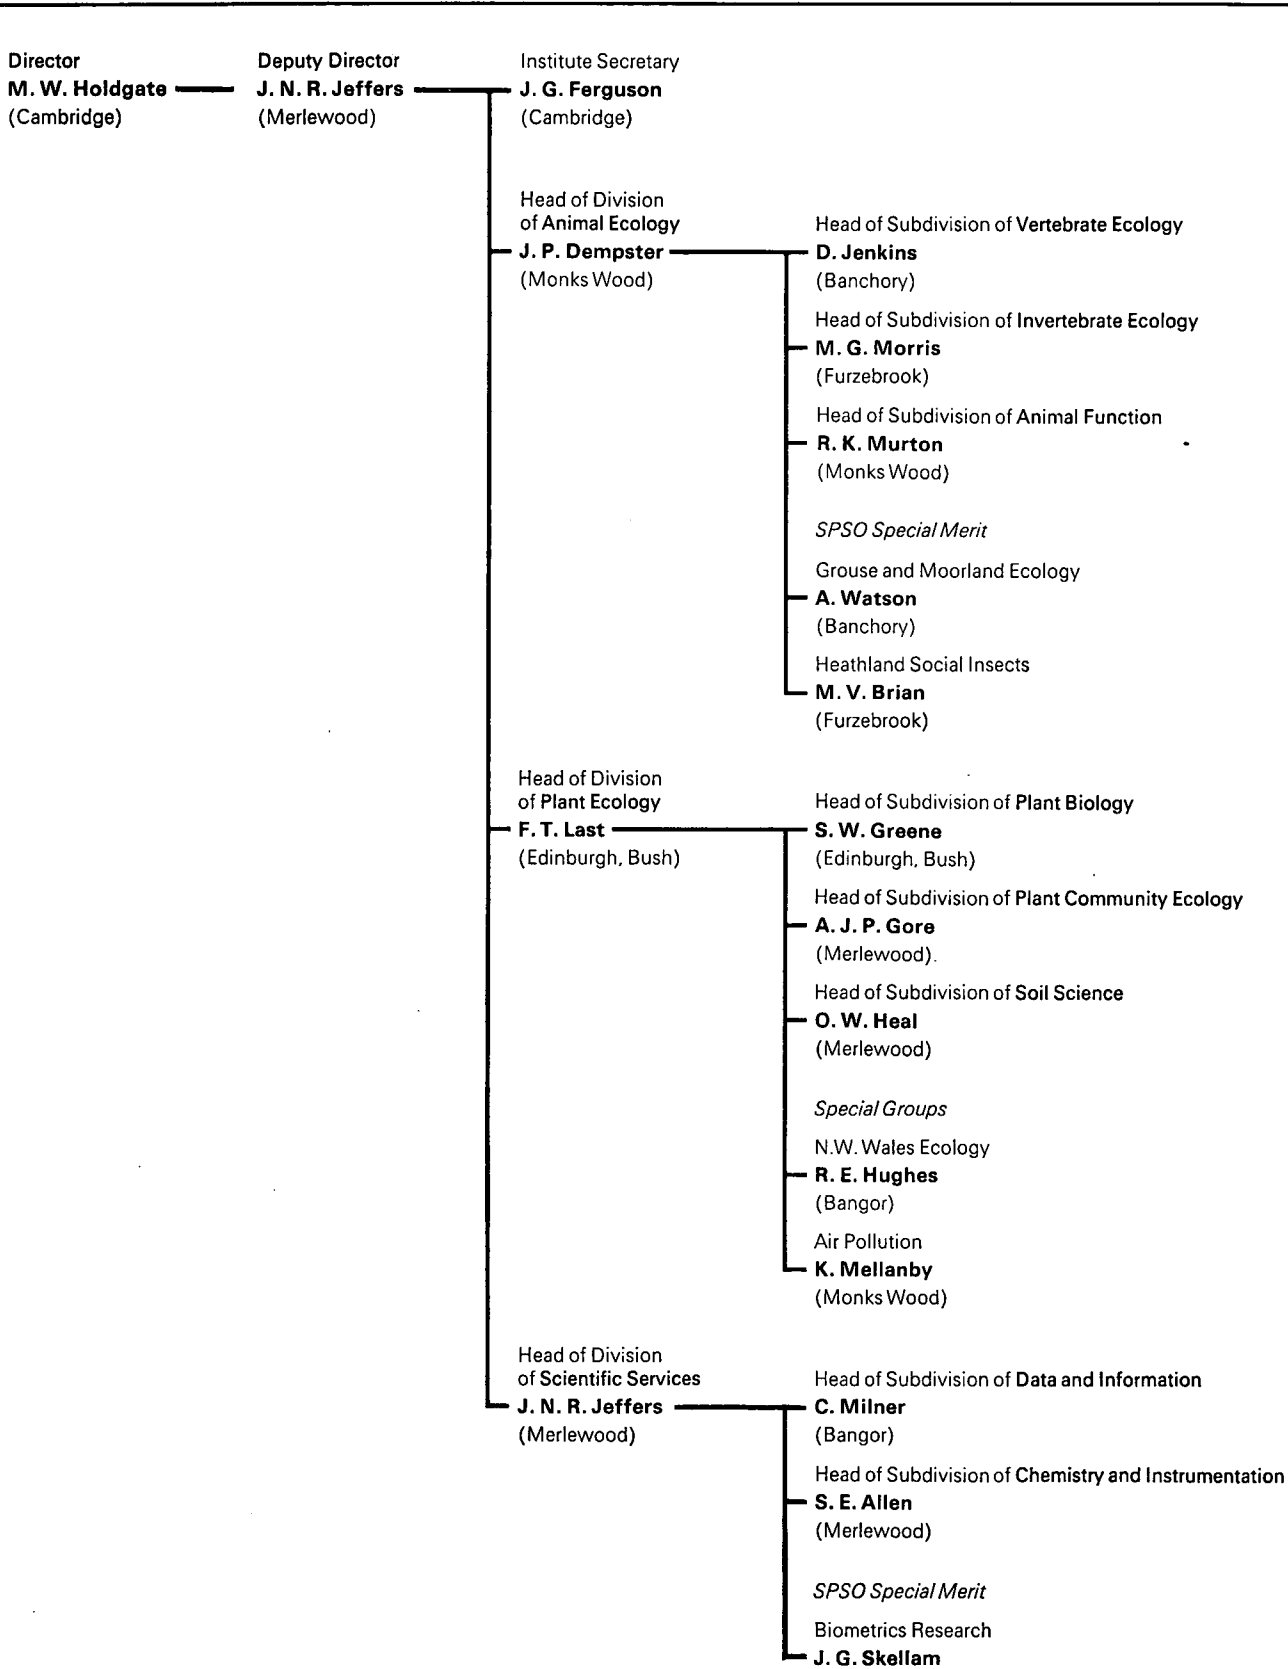 Director
M. W. Holdgate
(Cambridge)
Deputy Director
J. N. R. Jeffers
(Merlewood)
Institute Secretary
J. G. Ferguson
(Cambridge)
Head of Division
of Animal Ecology
J. P. Dempster
(Monks Wood)
Head of Subdivision of Vertebrate Ecology
D. Jenkins
(Banchory)
Head of Subdivision of Invertebrate Ecology
M. G. Morris
(Furzebrook)
Head of Subdivision of Animal Function
R. K. Murton
(Monks Wood)
SPSO Special Merit
Grouse and Moorland Ecology
A. Watson
(Banchory)
Heathland Social Insects
M. V. Brian
(Furzebrook)
Head of Division
of Plant Ecology
F. T. Last
(Edinburgh, Bush)
Head of Subdivision of Plant Biology
S. W. Greene
(Edinburgh, Bush)
Head of Subdivision of Plant Community Ecology
A. J. P. Gore
(Merlewood).
Head of Subdivision of Soil Science
O. W. Heal
(Merlewood)
Special Groups
N.W. Wales Ecology
R. E. Hughes
(Bangor)
Air Pollution
K. Mellanby
(Monks Wood)
Head of Division
of Scientific Services
J. N. R. Jeffers
(Merlewood)
Head of Subdivision of Data and Information
C. Milner
(Bangor)
Head of Subdivision of Chemistry and Instrumentation
S. E. Allen
(Merlewood)
SPSO Special Merit
Biometrics Research
J. G. Skellam